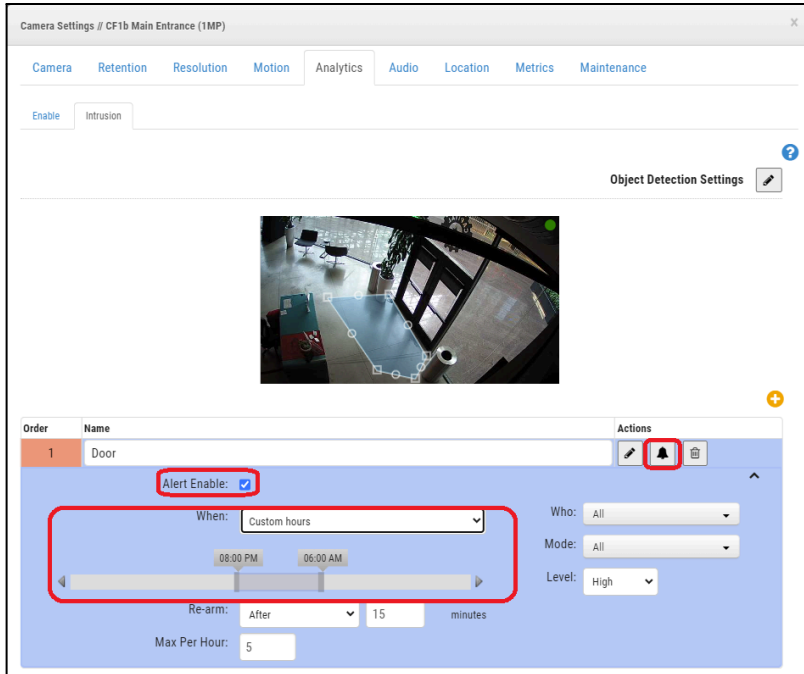 Camera Settings // CF1b Main Entrance (1MP) x
Camera Retention Resolution Motion Analytics Audio Location Metrics Maintenance
Enable Intrusion
?
Object Detection Settings
Order Name Actions
1 Door
Alert Enable:
When: Custom hours
Who: All
08:00 PM 06:00 AM
Mode: All
Level: High
Re-arm: After 15 minutes
Max Per Hour: 5